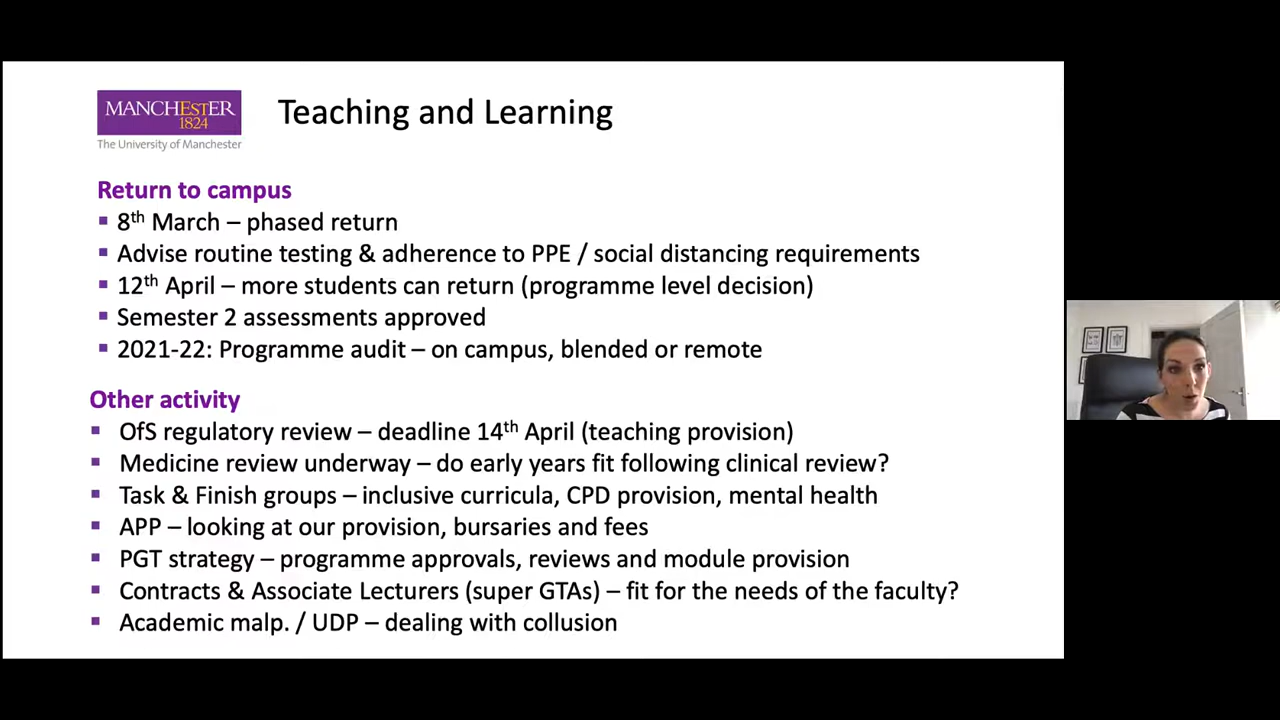 MANCHESTER
1824
The University of Manchester
Teaching and Learning
Return to campus
▪ 8th March – phased return
▪ Advise routine testing & adherence to PPE / social distancing requirements
▪ 12th April – more students can return (programme level decision)
▪ Semester 2 assessments approved
▪ 2021-22: Programme audit – on campus, blended or remote
Other activity
▪ OfS regulatory review – deadline 14th April (teaching provision)
▪ Medicine review underway – do early years fit following clinical review?
▪ Task & Finish groups – inclusive curricula, CPD provision, mental health
▪ APP – looking at our provision, bursaries and fees
▪ PGT strategy – programme approvals, reviews and module provision
▪ Contracts & Associate Lecturers (super GTAs) – fit for the needs of the faculty?
▪ Academic malp. / UDP – dealing with collusion